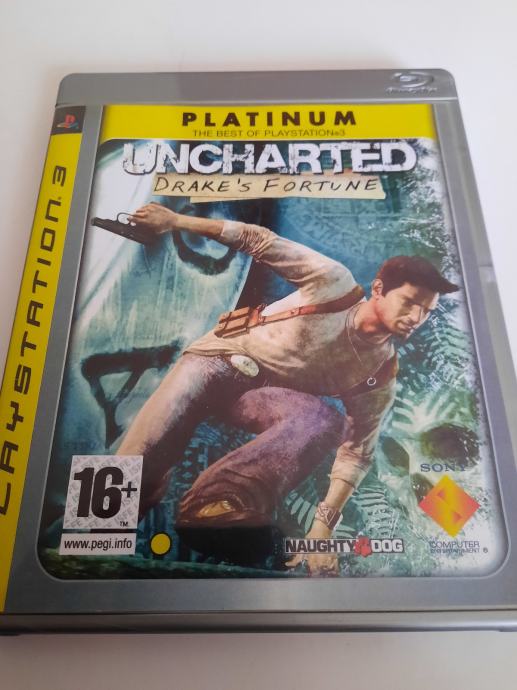 PLATINUM
THE BEST OF PLAYSTATION®3
UNCHARTED
DRAKE'S FORTUNE
PLAYSTATION 3
SONY
16+
TM
www.pegi.info
NAUGHTY DOG
COMPUTER
ENTERTAINMENT ®